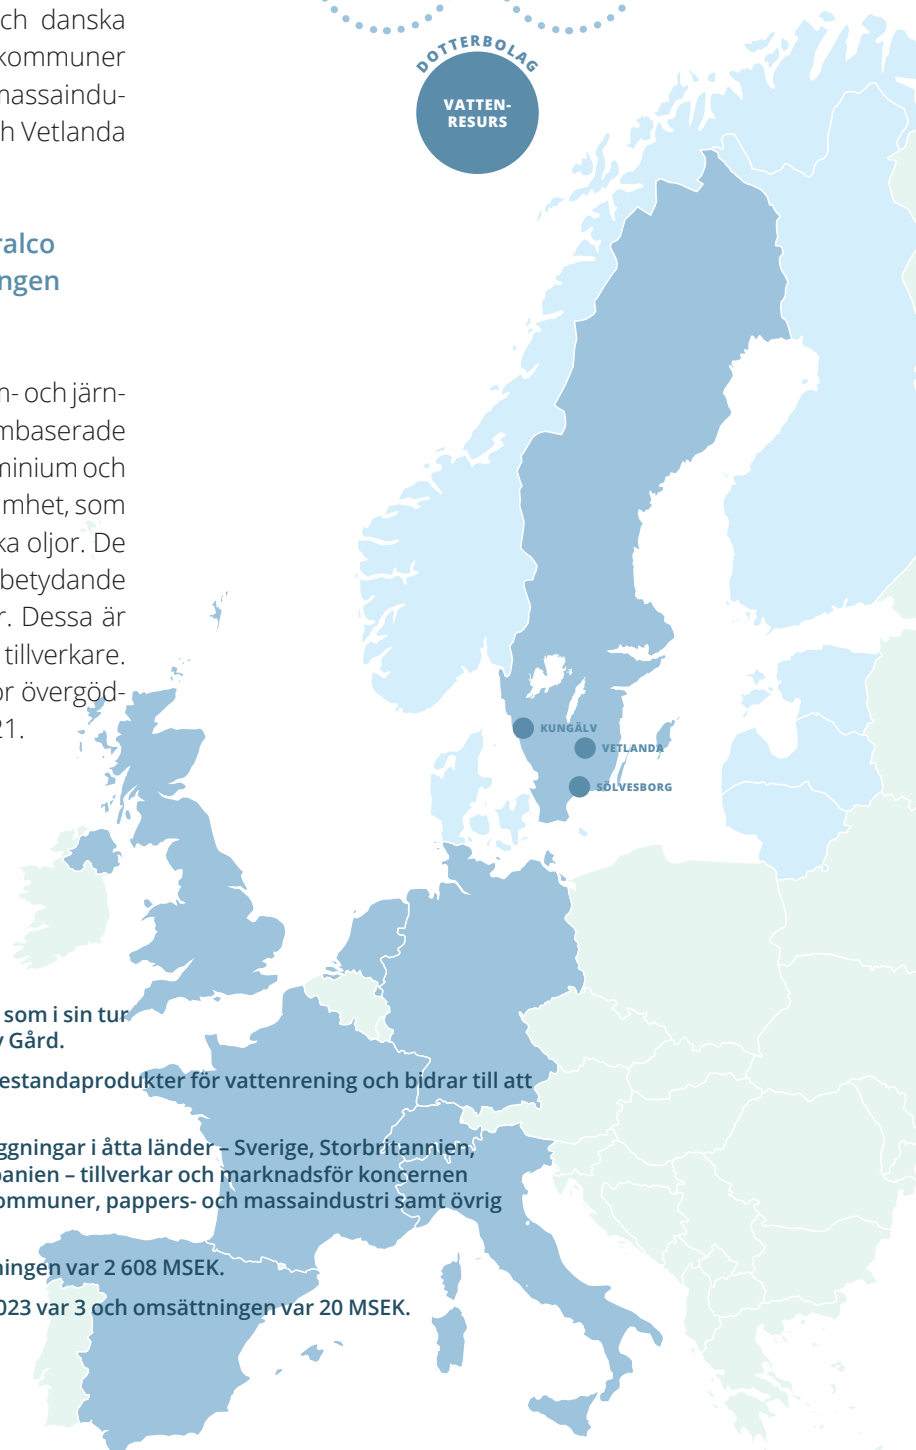 ch danska
kommuner
massaindu-
h Vetlanda
DOTTERBOLAG
VATTEN-
RESURS
ralco
ngen
n- och järn-
mbaserade
minium och
mhet, som
ka oljor. De
betydande
r. Dessa är
tillverkare.
or övergöd-
21.
KUNGÄLV
VETLANDA
SÖLVESBORG
som i sin tur
v Gård.
estandaprodukter för vattenrening och bidrar till att
ggningar i åtta länder – Sverige, Storbritannien,
panien – tillverkar och marknadsför koncernen
kommuner, pappers- och massaindustri samt övrig
ningen var 2 608 MSEK.
023 var 3 och omsättningen var 20 MSEK.